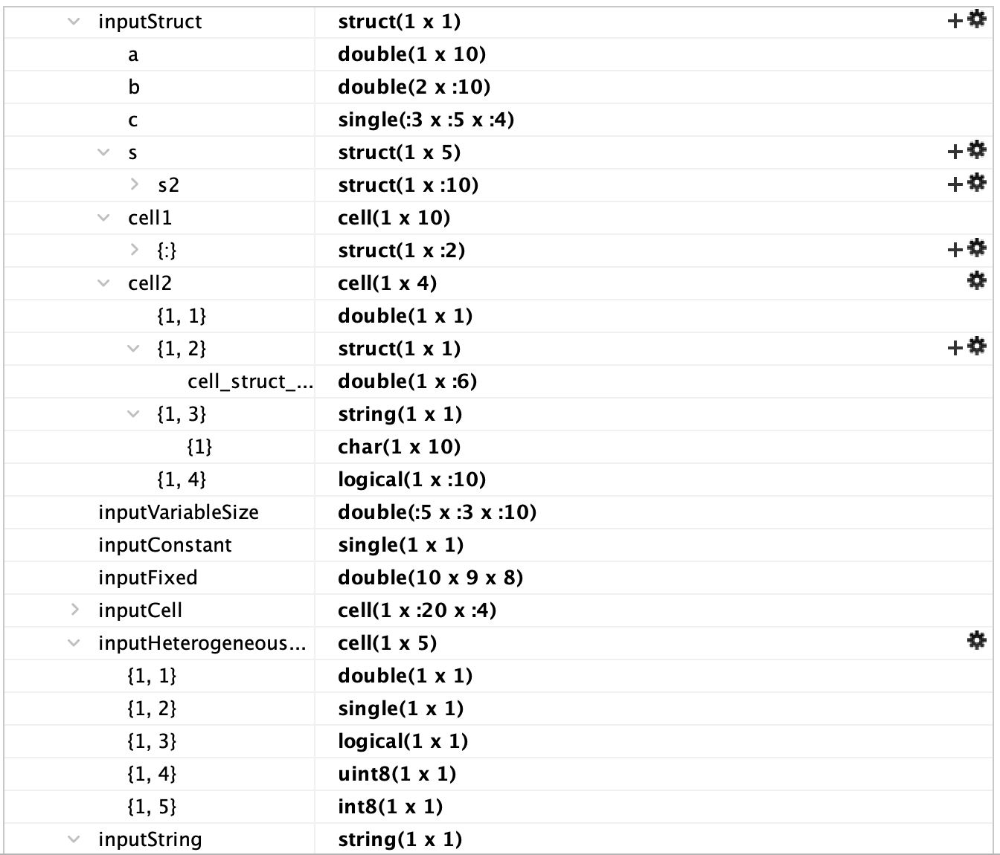 inputStruct struct(1 x 1)
a double(1 x 10)
b double(2 x :10)
c single(:3 x :5 x :4)
s struct(1 x 5)
s2 struct(1 x :10)
cell1 cell(1 x 10)
{:} struct(1 x :2)
cell2 cell(1 x 4)
{1, 1} double(1 x 1)
{1, 2} struct(1 x 1)
cell_struct_... double(1 x :6)
{1, 3} string(1 x 1)
{1} char(1 x 10)
{1, 4} logical(1 x :10)
inputVariableSize double(:5 x :3 x :10)
inputConstant single(1 x 1)
inputFixed double(10 x 9 x 8)
inputCell cell(1 x :20 x :4)
inputHeterogeneous... cell(1 x 5)
{1, 1} double(1 x 1)
{1, 2} single(1 x 1)
{1, 3} logical(1 x 1)
{1, 4} uint8(1 x 1)
{1, 5} int8(1 x 1)
inputString string(1 x 1)